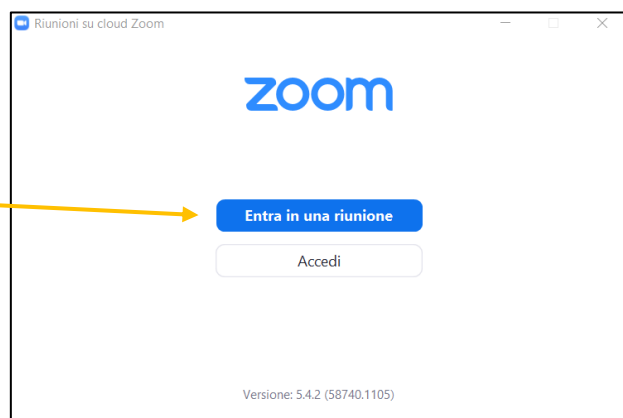 Riunioni su cloud Zoom
zoom
Entra in una riunione
Accedi
Versione: 5.4.2 (58740.1105)